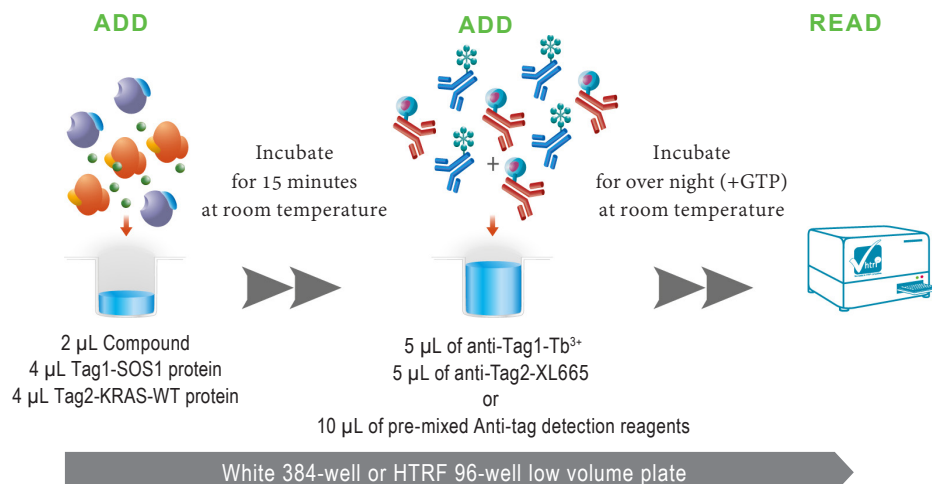 ADD
ADD
READ
Incubate
for 15 minutes
at room temperature
+
Incubate
for over night (+GTP)
at room temperature
htrf
2 µL Compound
4 µL Tag1-SOS1 protein
4 µL Tag2-KRAS-WT protein
5 µL of anti-Tag1-Tb³⁺
5 µL of anti-Tag2-XL665
or
10 µL of pre-mixed Anti-tag detection reagents
White 384-well or HTRF 96-well low volume plate